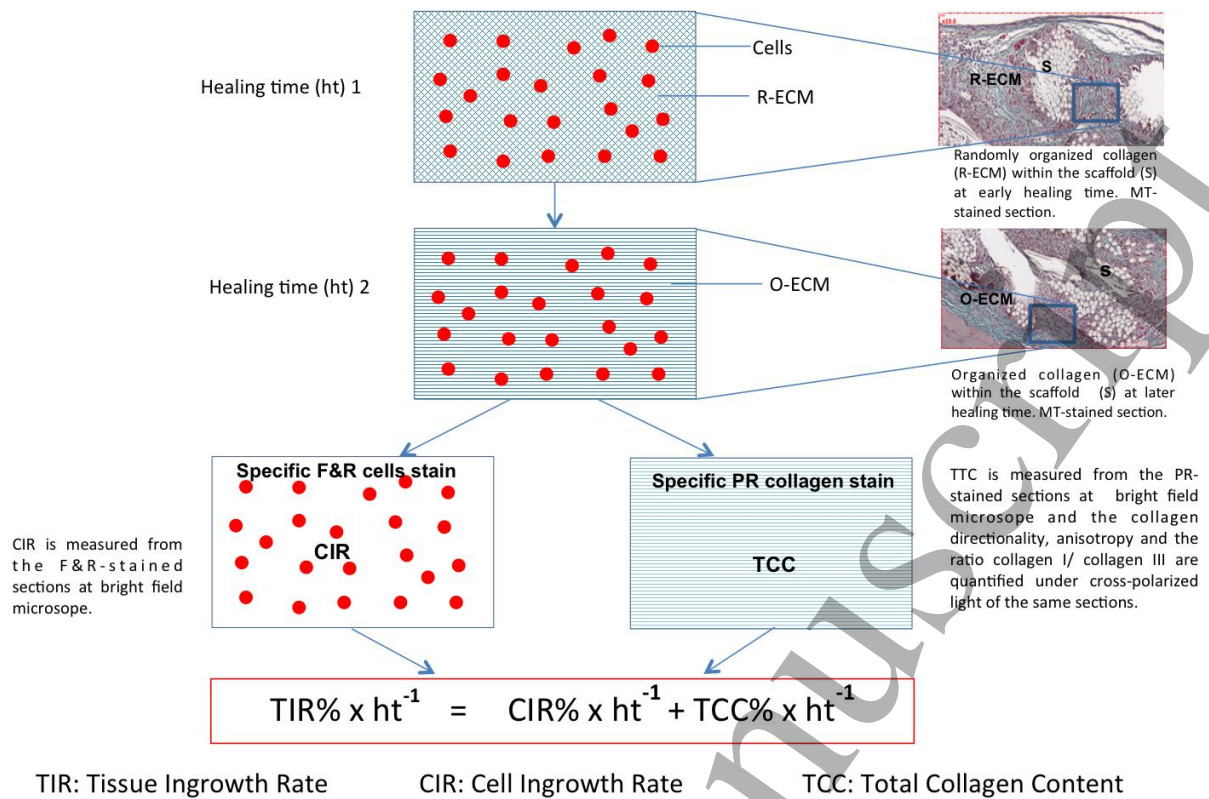 x10.0
Cells
Healing time (ht) 1
R-ECM
R-ECM
S
Randomly organized collagen
(R-ECM) within the scaffold (S)
at early healing time. MT-
stained section.
Healing time (ht) 2
O-ECM
O-ECM
S
Organized collagen (O-ECM)
within the scaffold (S) at later
healing time. MT-stained section.
Specific F&R cells stain
CIR
Specific PR collagen stain
TCC
CIR is measured from
the F&R-stained
sections at bright field
microsope.
TTC is measured from the PR-
stained sections at bright field
microsope and the collagen
directionality, anisotropy and the
ratio collagen I/ collagen III are
quantified under cross-polarized
light of the same sections.
TIR% x ht⁻¹ = CIR% x ht⁻¹ + TCC% x ht⁻¹
TIR: Tissue Ingrowth Rate CIR: Cell Ingrowth Rate TCC: Total Collagen Content
nuscript